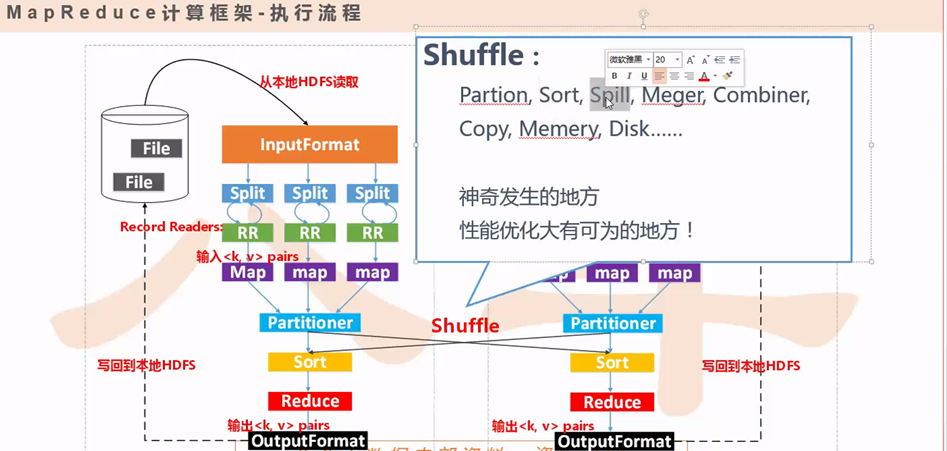 MapReduce计算框架-执行流程
Shuffle：
微软雅黑 20 A A
B I U A
Partion, Sort, Spill, Meger, Combiner,
Copy, Memery, Disk......
神奇发生的地方
性能优化大有可为的地方！
从本地HDFS读取
File
File
InputFormat
Split Split Split
Record Readers:
RR RR RR
输入<k, v> pairs
Map map map
map map
Partitioner
Partitioner
Shuffle
Sort
Sort
写回到本地HDFS
写回到本地HDFS
Reduce
Reduce
输出<k, v> pairs
输出<k, v> pairs
OutputFormat
OutputFormat